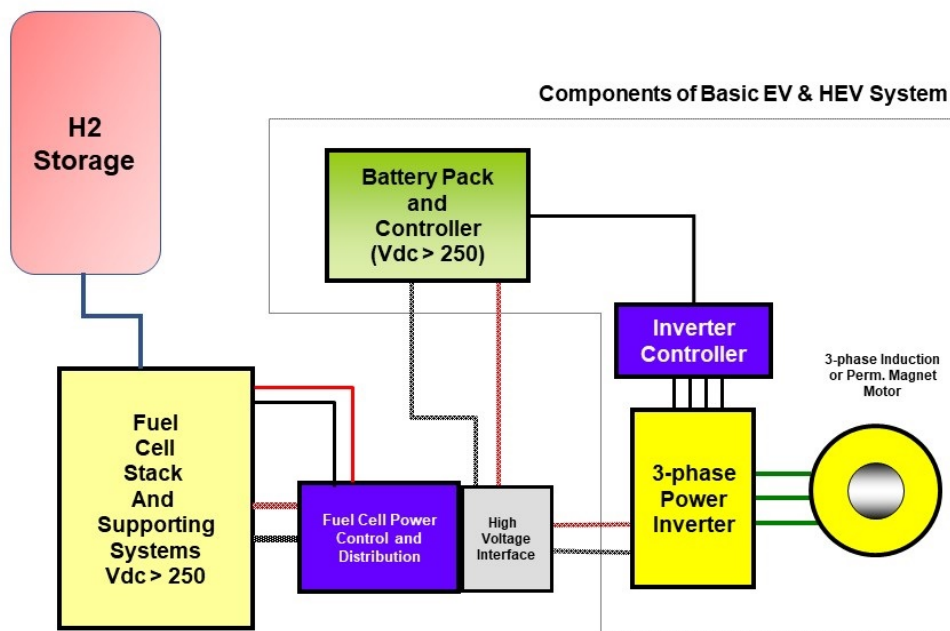 H2
Storage
Components of Basic EV & HEV System
Battery Pack
and
Controller
(Vdc > 250)
Inverter
Controller
3-phase Induction
or Perm. Magnet
Motor
Fuel
Cell
Stack
And
Supporting
Systems
Vdc > 250
Fuel Cell Power
Control and
Distribution
High
Voltage
Interface
3-phase
Power
Inverter